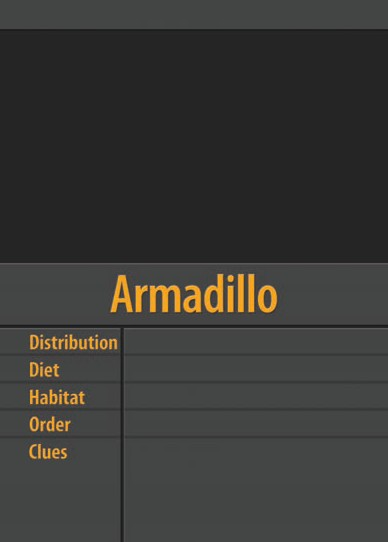 Armadillo
Distribution
Diet
Habitat
Order
Clues